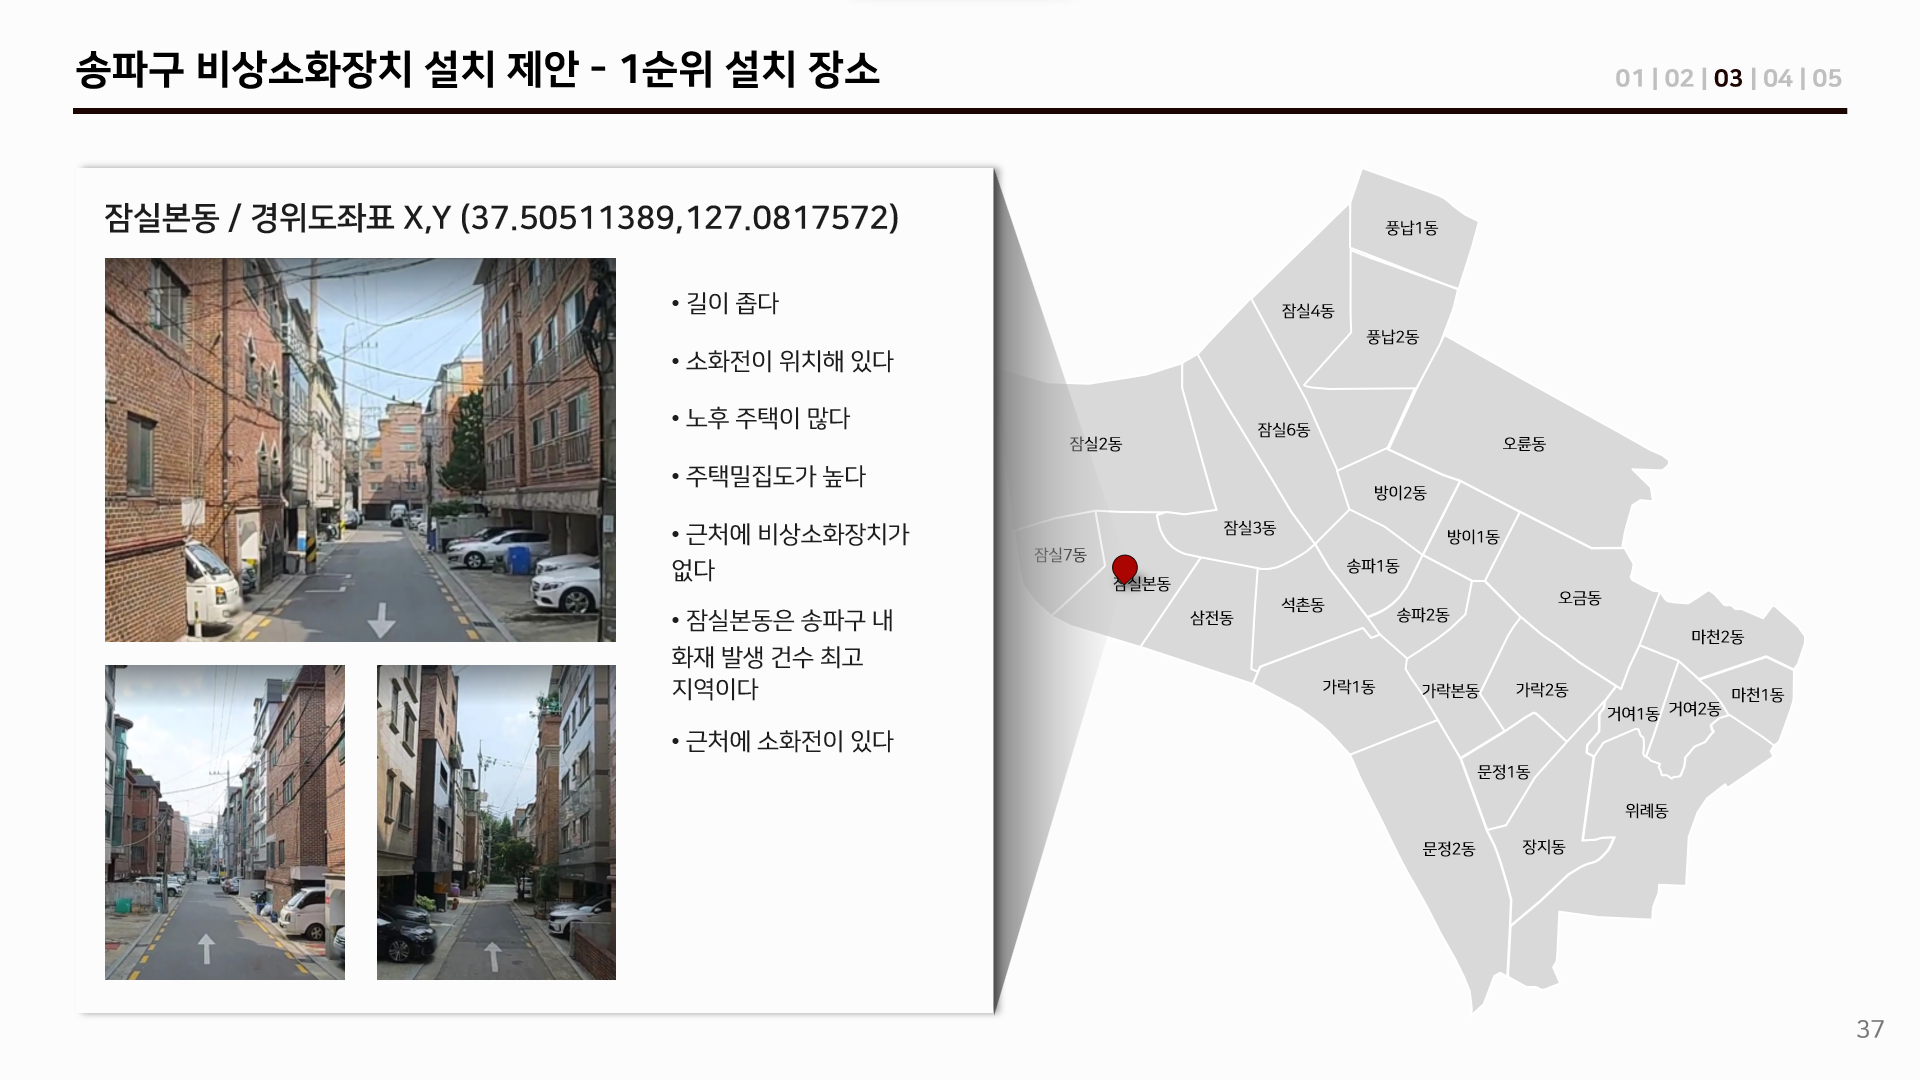 송파구 비상소화장치 설치 제안 - 1순위 설치 장소
01 | 02 | 03 | 04 | 05
잠실본동 / 경위도좌표 X,Y (37.50511389,127.0817572)
• 길이 좁다
• 소화전이 위치해 있다
• 노후 주택이 많다
• 주택밀집도가 높다
• 근처에 비상소화장치가
없다
• 잠실본동은 송파구 내
화재 발생 건수 최고
지역이다
• 근처에 소화전이 있다
풍납1동
잠실4동
풍납2동
잠실6동
잠실2동
오륜동
방이2동
잠실3동
방이1동
잠실7동
송파1동
잠실본동
오금동
석촌동
송파2동
삼전동
마천2동
가락1동
가락본동
가락2동
마천1동
거여1동
거여2동
문정1동
위례동
문정2동
장지동
37